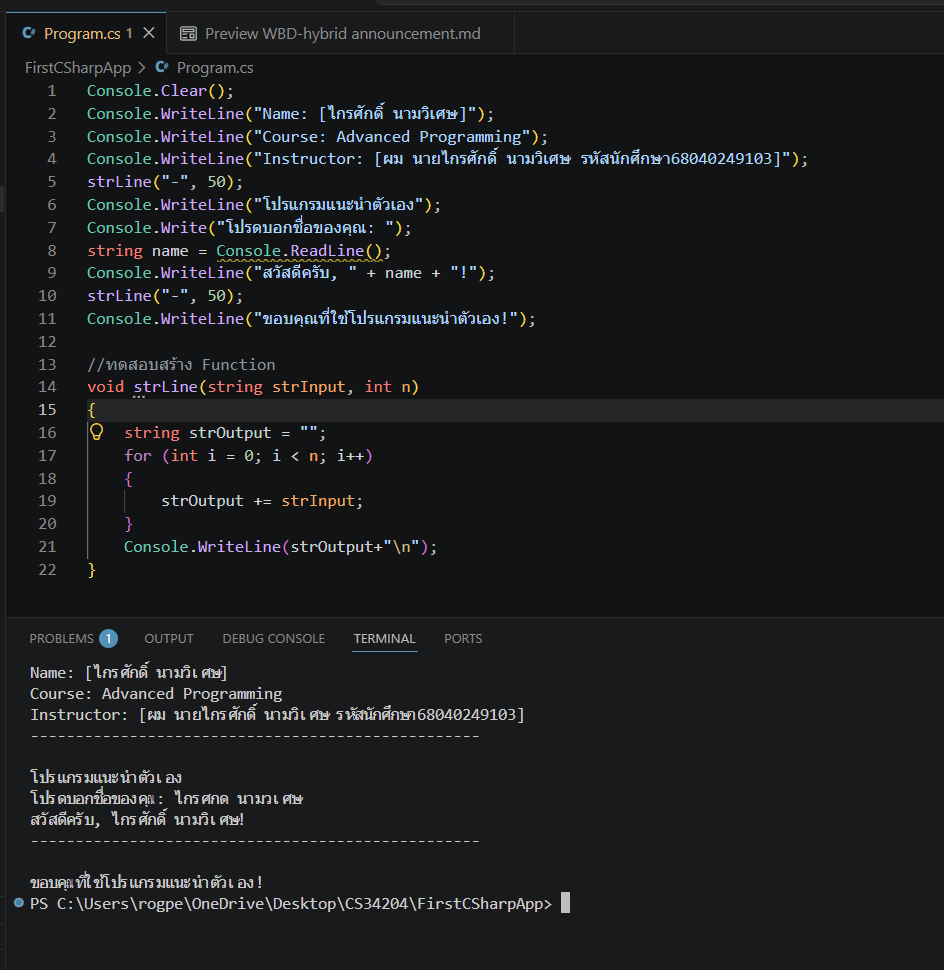 Program.cs 1
Preview WBD-hybrid announcement.md
FirstCSharpApp > Program.cs
1 Console.Clear();
2 Console.WriteLine("Name: [ไกรศักดิ์ นามวิเศษ]");
3 Console.WriteLine("Course: Advanced Programming");
4 Console.WriteLine("Instructor: [ผม นายไกรศักดิ์ นามวิเศษ รหัสนักศึกษา68040249103]");
5 strLine("-", 50);
6 Console.WriteLine("โปรแกรมแนะนำตัวเอง");
7 Console.Write("โปรดบอกชื่อของคุณ: ");
8 string name = Console.ReadLine();
9 Console.WriteLine("สวัสดีครับ, " + name + "!");
10 strLine("-", 50);
11 Console.WriteLine("ขอบคุณที่ใช้โปรแกรมแนะนำตัวเอง!");
12
13 //ทดสอบสร้าง Function
14 void strLine(string strInput, int n)
15 {
16 string strOutput = "";
17 for (int i = 0; i < n; i++)
18 {
19 strOutput += strInput;
20 }
21 Console.WriteLine(strOutput+"\n");
22 }
PROBLEMS 1 OUTPUT DEBUG CONSOLE TERMINAL PORTS
Name: [ไกรศักดิ์ นามวิเศษ]
Course: Advanced Programming
Instructor: [ผม นายไกรศักดิ์ นามวิเศษ รหัสนักศึกษา68040249103]
--------------------------------------------------
โปรแกรมแนะนำตัวเอง
โปรดบอกชื่อของคุณ: ไกรศกด นามวเศษ
สวัสดีครับ, ไกรศักดิ์ นามวิเศษ!
--------------------------------------------------
ขอบคุณที่ใช้โปรแกรมแนะนำตัวเอง!
PS C:\Users\rogpe\OneDrive\Desktop\CS34204\FirstCSharpApp>